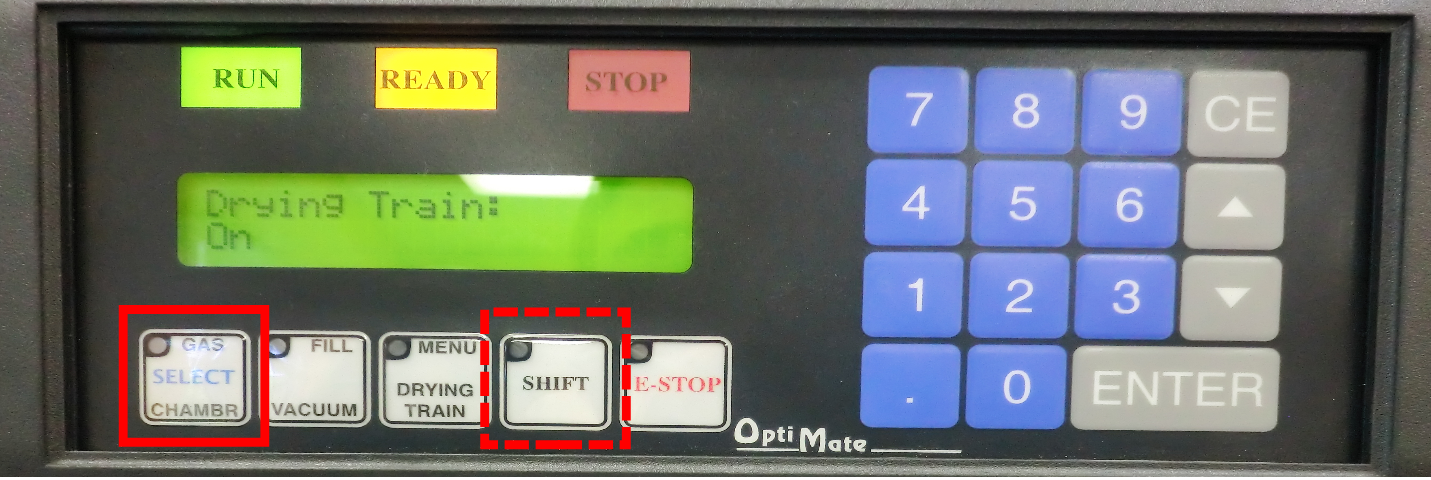 RUN
READY
STOP
Drying Train:
On
GAS
SELECT
CHAMBR
FILL
VACUUM
MENU
DRYING
TRAIN
SHIFT
E-STOP
OptiMate
7 8 9 CE
4 5 6
1 2 3
. 0 ENTER